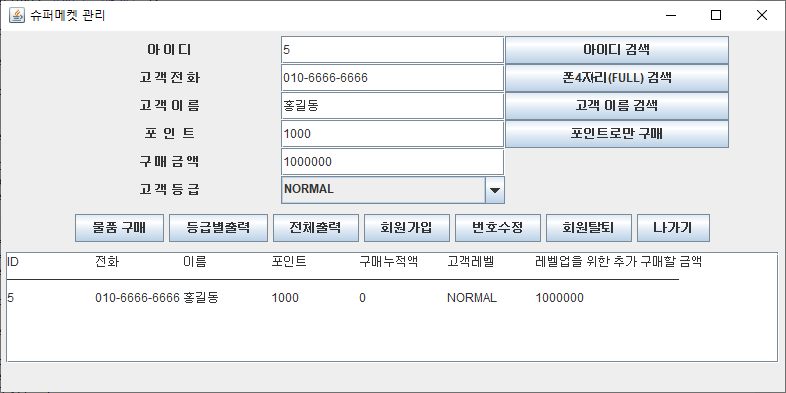 슈퍼메켓 관리
아 이 디 5 아이디 검색
고 객 전 화 010-6666-6666 폰4자리(FULL) 검색
고 객 이 름 홍길동 고객 이름 검색
포 인 트 1000 포인트로만 구매
구 매 금 액 1000000
고 객 등 급 NORMAL
물품 구매 등급별출력 전체출력 회원가입 번호수정 회원탈퇴 나가기
ID 전화 이름 포인트 구매누적액 고객레벨 레벨업을 위한 추가 구매할 금액
5 010-6666-6666 홍길동 1000 0 NORMAL 1000000